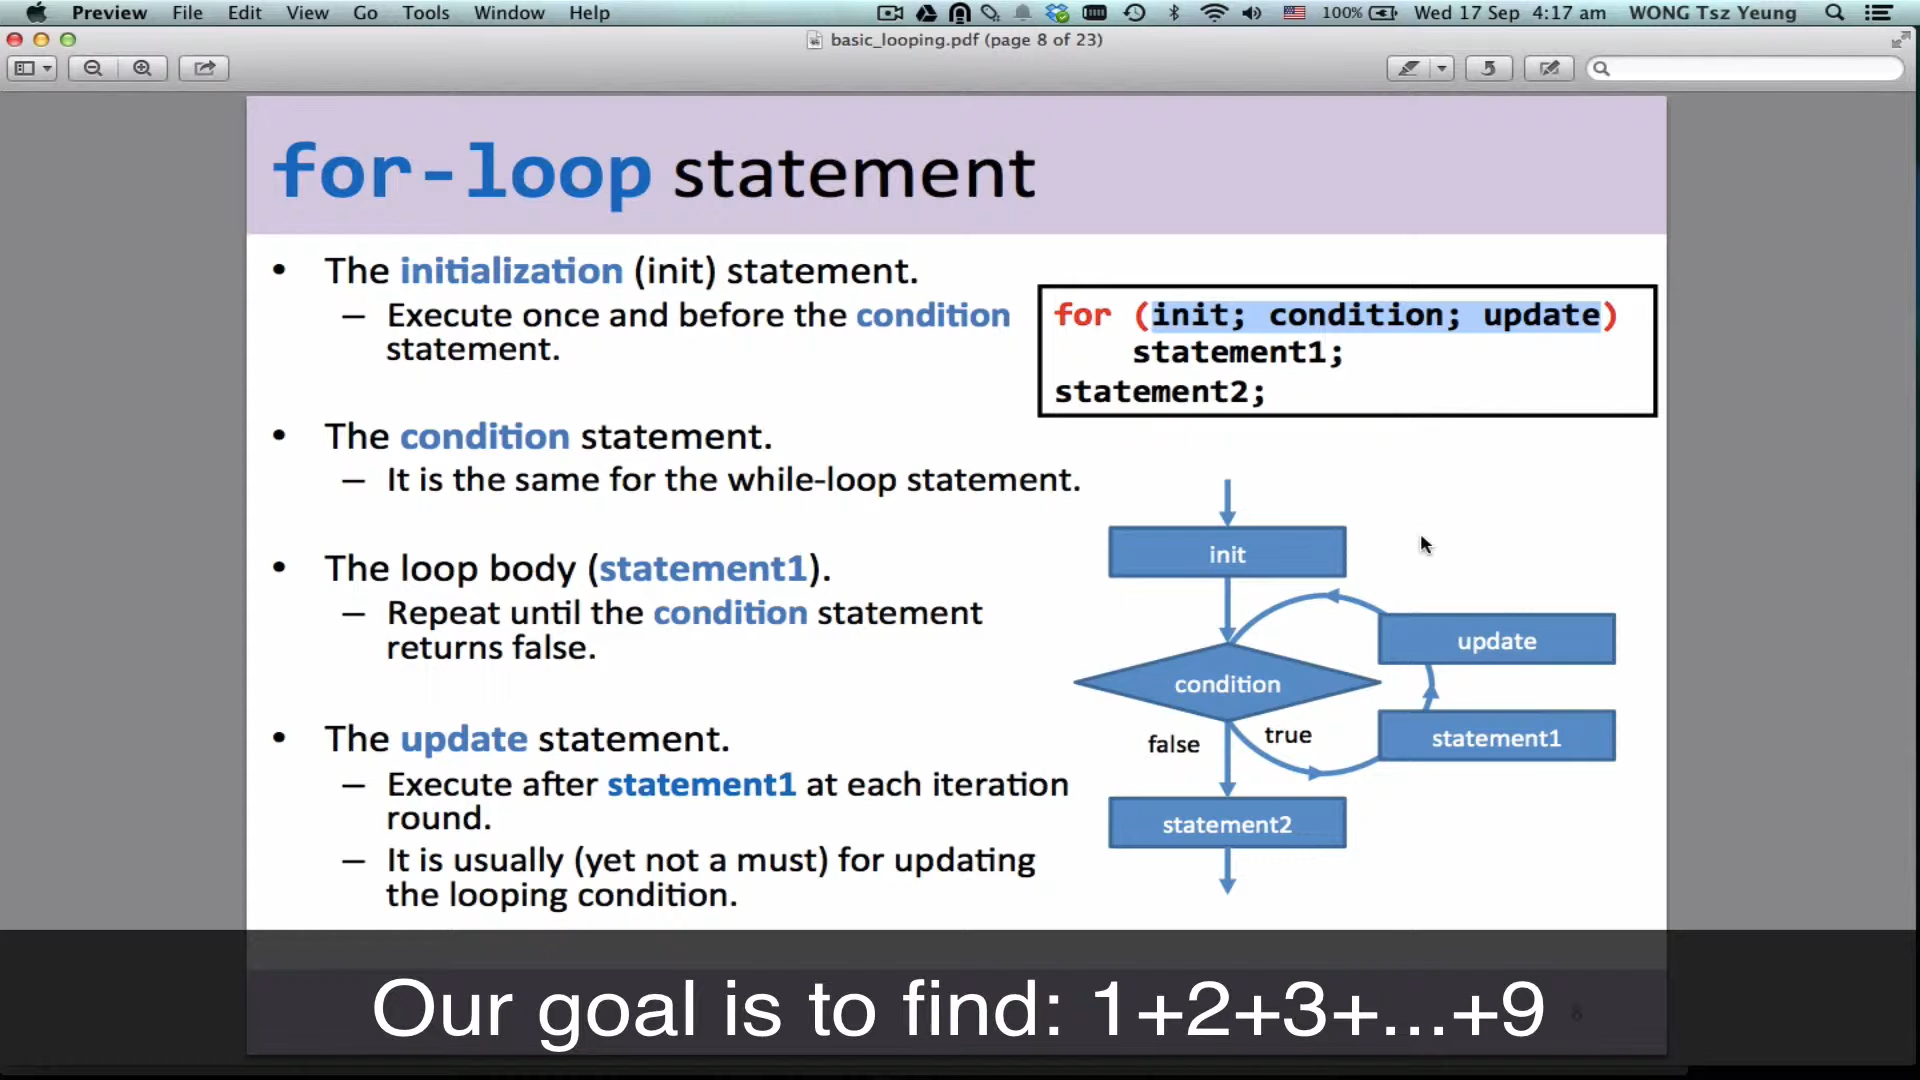 Preview File Edit View Go Tools Window Help 100% Wed 17 Sep 4:17 am WONG Tsz Yeung
basic_looping.pdf (page 8 of 23)
for-loop statement
• The initialization (init) statement.
– Execute once and before the condition
statement.
• The condition statement.
– It is the same for the while-loop statement.
• The loop body (statement1).
– Repeat until the condition statement
returns false.
• The update statement.
– Execute after statement1 at each iteration
round.
– It is usually (yet not a must) for updating
the looping condition.
for (init; condition; update)
statement1;
statement2;
init
update
condition
statement1
false
true
statement2
Our goal is to find: 1+2+3+...+9
8